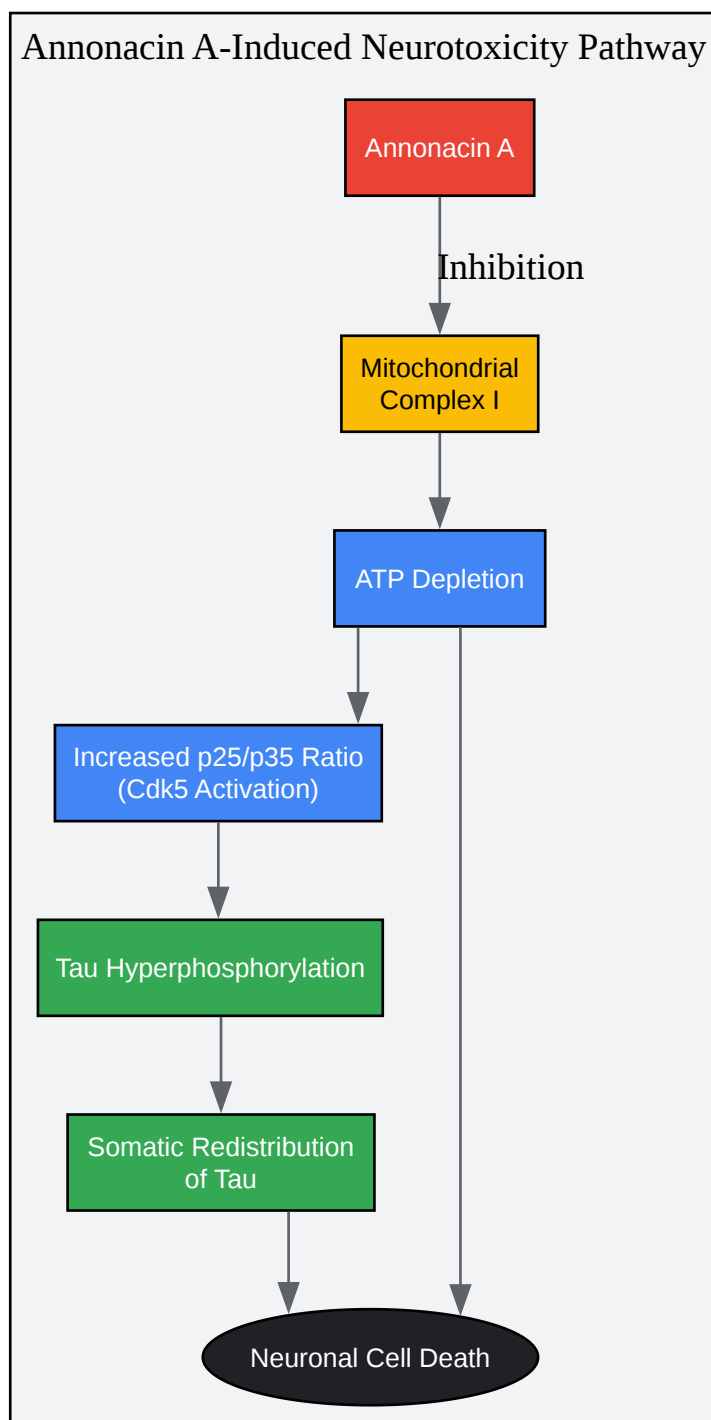 Annonacin A-Induced Neurotoxicity Pathway
Annonacin A
Inhibition
Mitochondrial
Complex I
ATP Depletion
Increased p25/p35 Ratio
(Cdk5 Activation)
Tau Hyperphosphorylation
Somatic Redistribution
of Tau
Neuronal Cell Death